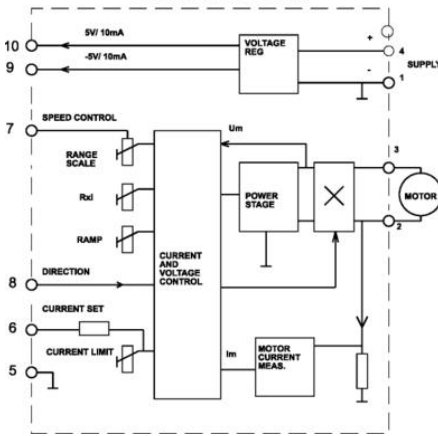 10
5V/ 10mA
9
-5V/ 10mA
VOLTAGE
REG
+
4
-
1
SUPPLY
7
SPEED CONTROL
RANGE
SCALE
RxI
RAMP
8
DIRECTION
6
CURRENT SET
CURRENT LIMIT
5
CURRENT
AND
VOLTAGE
CONTROL
Um
POWER
STAGE
3
MOTOR
2
Im
MOTOR
CURRENT
MEAS.